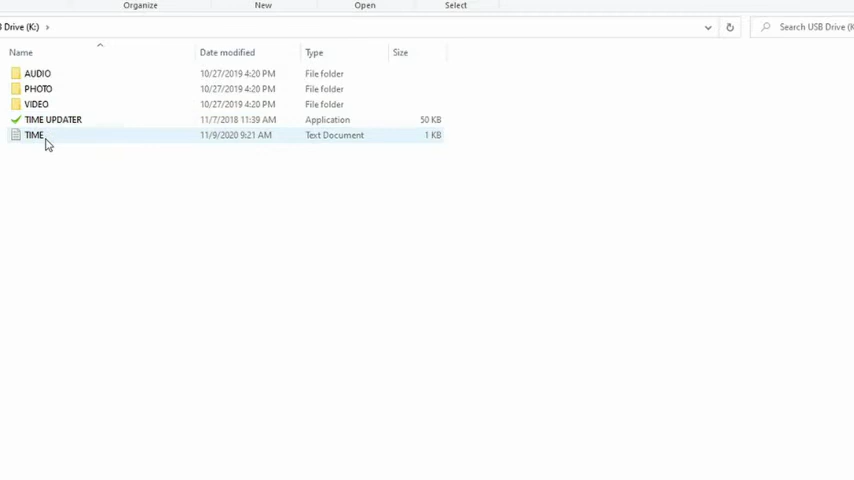 Organize New Open Select
Drive (K:) > Search USB Drive (K
Name Date modified Type Size
AUDIO 10/27/2019 4:20 PM File folder
PHOTO 10/27/2019 4:20 PM File folder
VIDEO 10/27/2019 4:20 PM File folder
TIME UPDATER 11/7/2018 11:39 AM Application 50 KB
TIME 11/9/2020 9:21 AM Text Document 1 KB